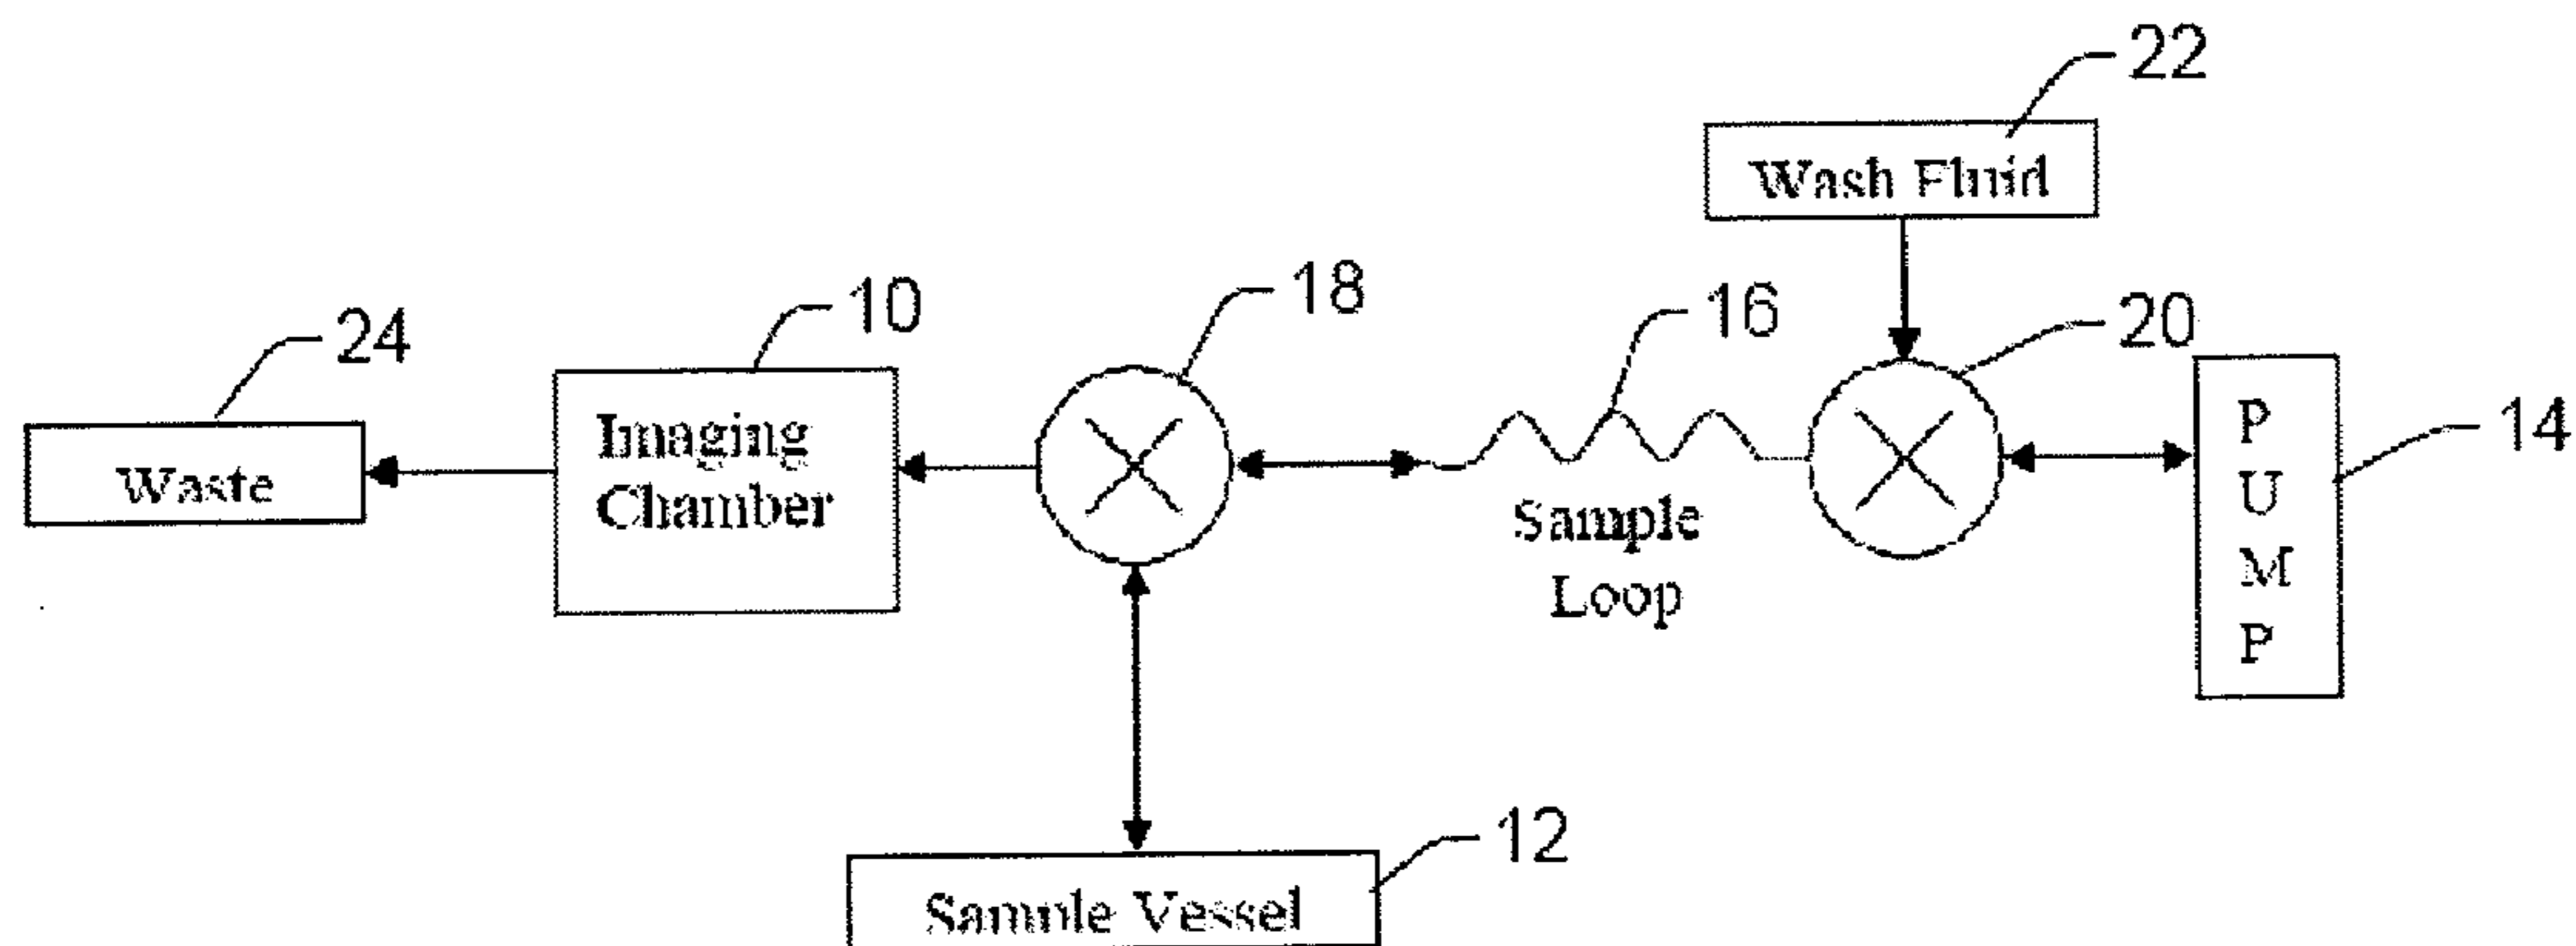 22
Wash Fluid
24
10
18
16
20
Waste
Imaging
Chamber
Sample
Loop
P
U
M
P
14
12
Sample Vessel